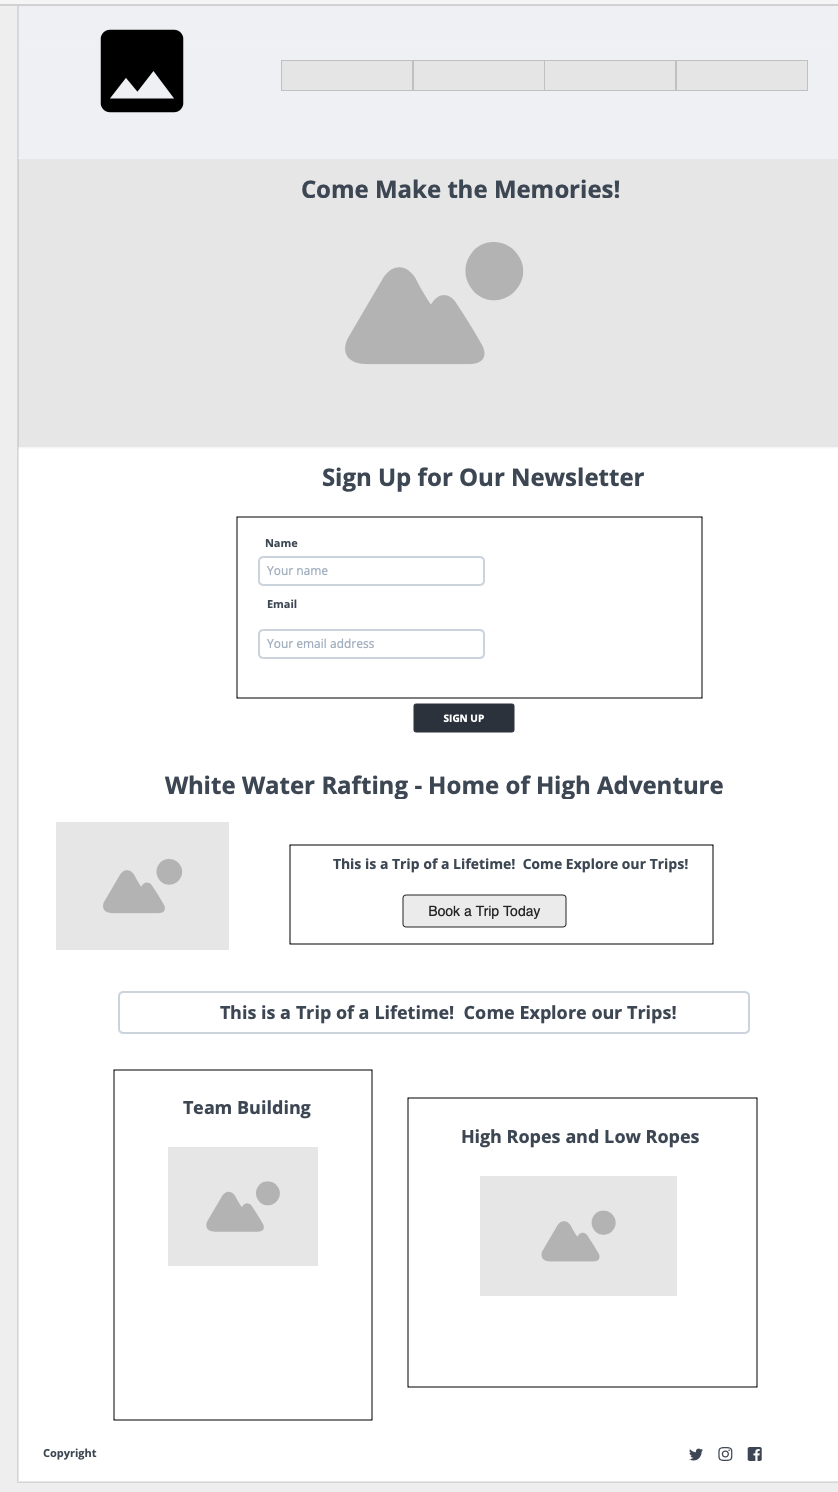 Come Make the Memories!
Sign Up for Our Newsletter
Name
Your name
Email
Your email address
SIGN UP
White Water Rafting - Home of High Adventure
This is a Trip of a Lifetime!  Come Explore our Trips!
Book a Trip Today
This is a Trip of a Lifetime!  Come Explore our Trips!
Team Building
High Ropes and Low Ropes
Copyright